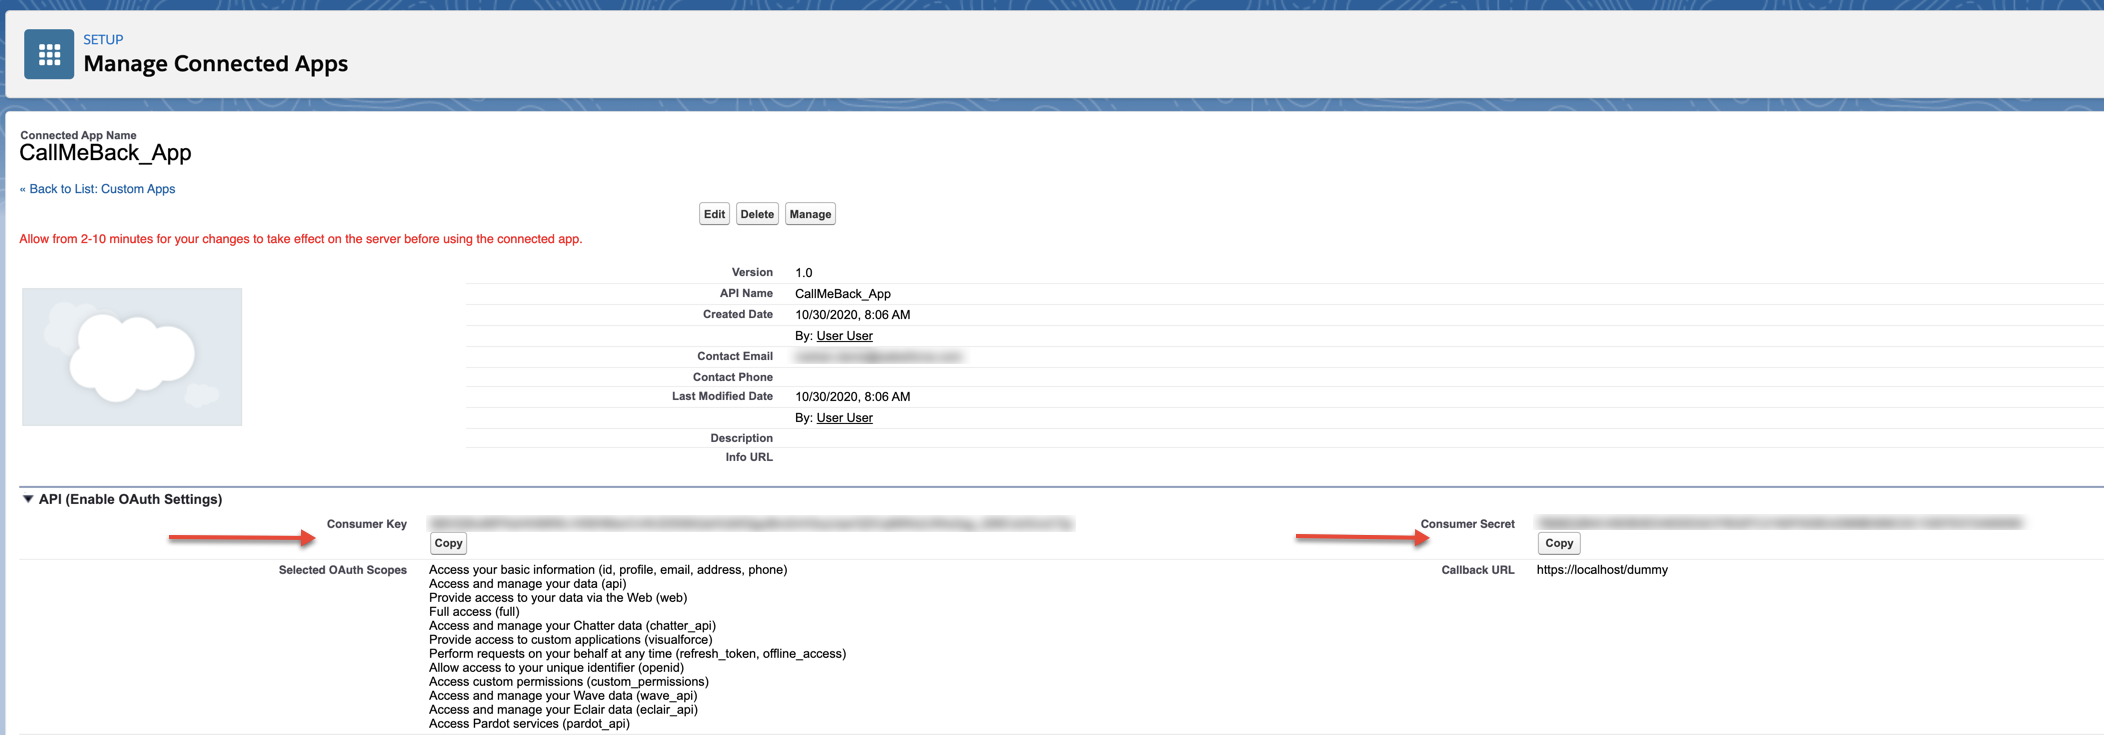 SETUP
Manage Connected Apps
Connected App Name
CallMeBack_App
« Back to List: Custom Apps
Edit Delete Manage
Allow from 2-10 minutes for your changes to take effect on the server before using the connected app.
Version 1.0
API Name CallMeBack_App
Created Date 10/30/2020, 8:06 AM
By: User User
Contact Email
Contact Phone
Last Modified Date 10/30/2020, 8:06 AM
By: User User
Description
Info URL
API (Enable OAuth Settings)
Consumer Key
Copy
Consumer Secret
Copy
Selected OAuth Scopes
Access your basic information (id, profile, email, address, phone)
Access and manage your data (api)
Provide access to your data via the Web (web)
Full access (full)
Access and manage your Chatter data (chatter_api)
Provide access to custom applications (visualforce)
Perform requests on your behalf at any time (refresh_token, offline_access)
Allow access to your unique identifier (openid)
Access custom permissions (custom_permissions)
Access and manage your Wave data (wave_api)
Access and manage your Eclair data (eclair_api)
Access Pardot services (pardot_api)
Callback URL https://localhost/dummy